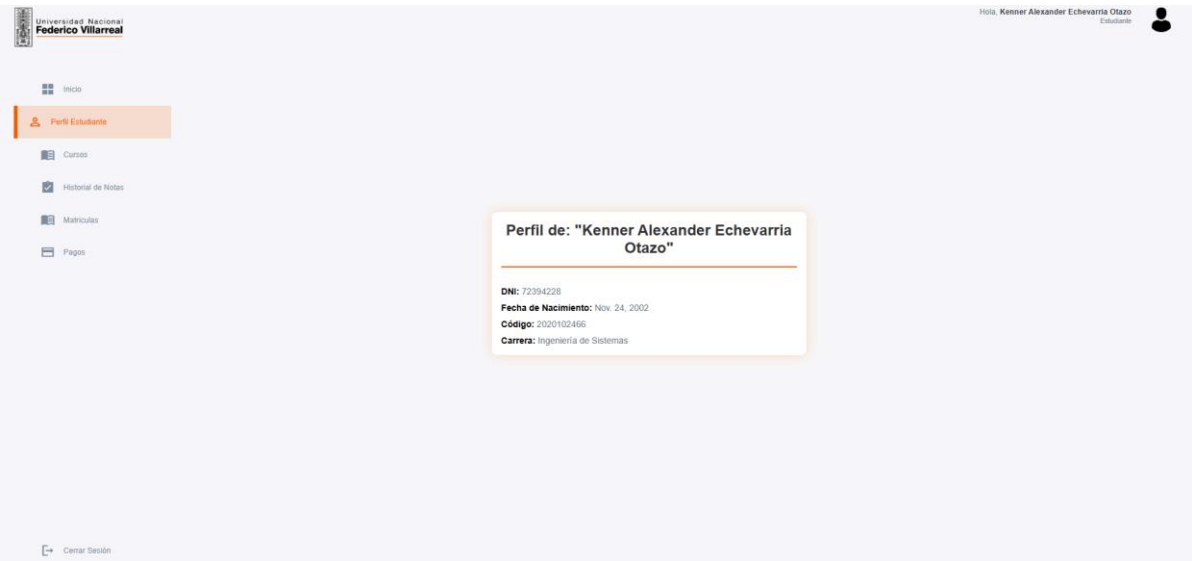 Universidad Nacional
Federico Villarreal
Hola, Kenner Alexander Echevarria Otazo
Estudiante
Inicio
Perfil Estudiante
Cursos
Historial de Notas
Matriculas
Pagos
Cerrar Sesión
Perfil de: "Kenner Alexander Echevarria
Otazo"
DNI: 72394228
Fecha de Nacimiento: Nov. 24, 2002
Código: 2020102466
Carrera: Ingeniería de Sistemas